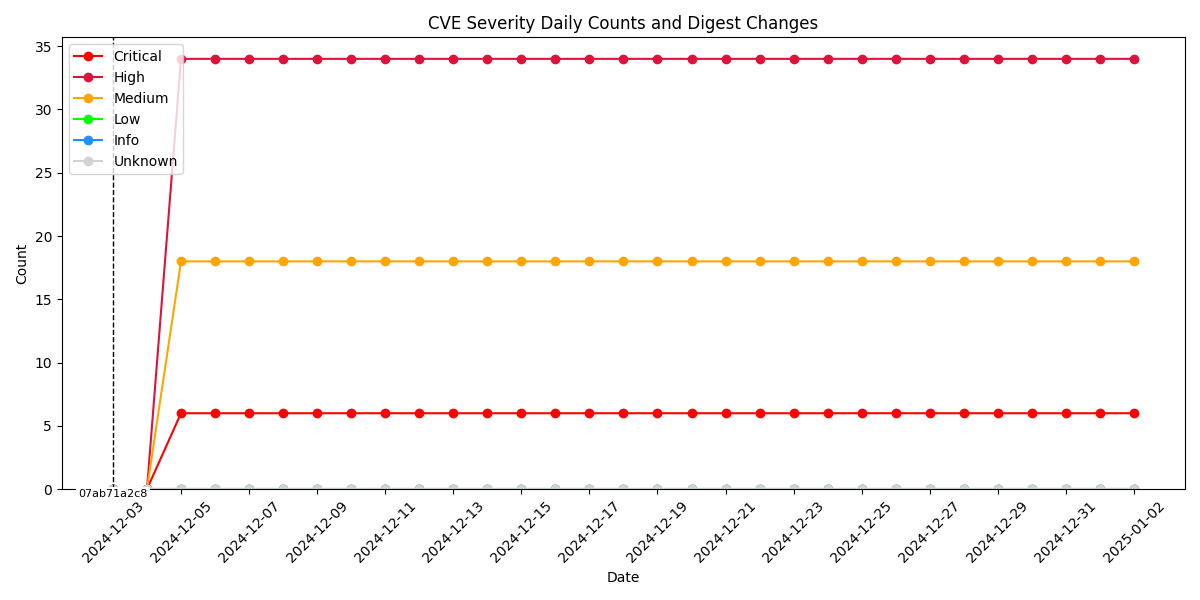 CVE Severity Daily Counts and Digest Changes
Critical
High
Medium
Low
Info
Unknown
Count
35
30
25
20
15
10
5
0
07ab71a2c8
2024-12-03
2024-12-05
2024-12-07
2024-12-09
2024-12-11
2024-12-13
2024-12-15
2024-12-17
2024-12-19
2024-12-21
2024-12-23
2024-12-25
2024-12-27
2024-12-29
2024-12-31
2025-01-02
Date